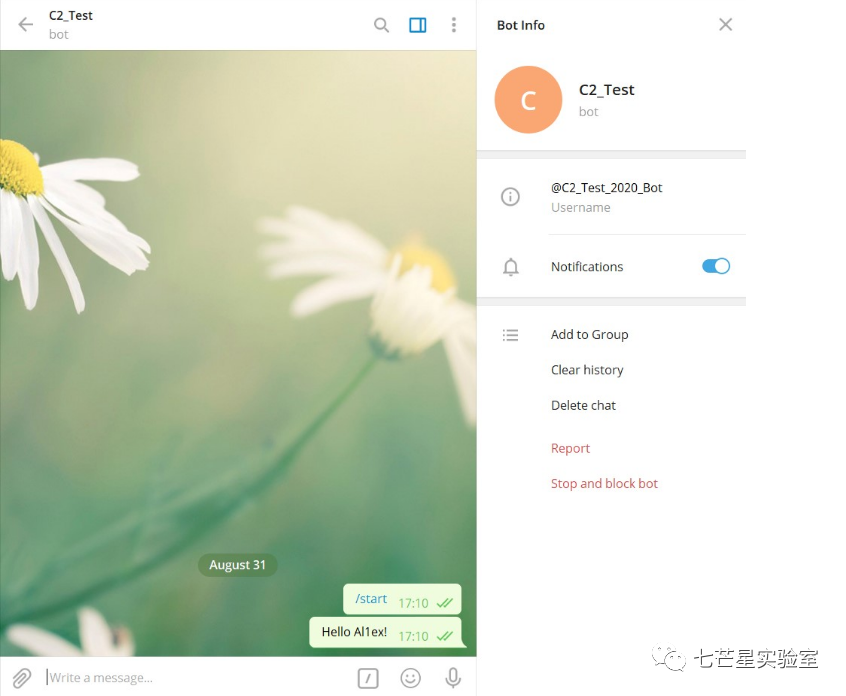 C2_Test
bot
August 31
/start 17:10
Hello Al1ex! 17:10
Write a message...
Bot Info
C
C2_Test
bot
@C2_Test_2020_Bot
Username
Notifications
Add to Group
Clear history
Delete chat
Report
Stop and block bot
七芒星实验室